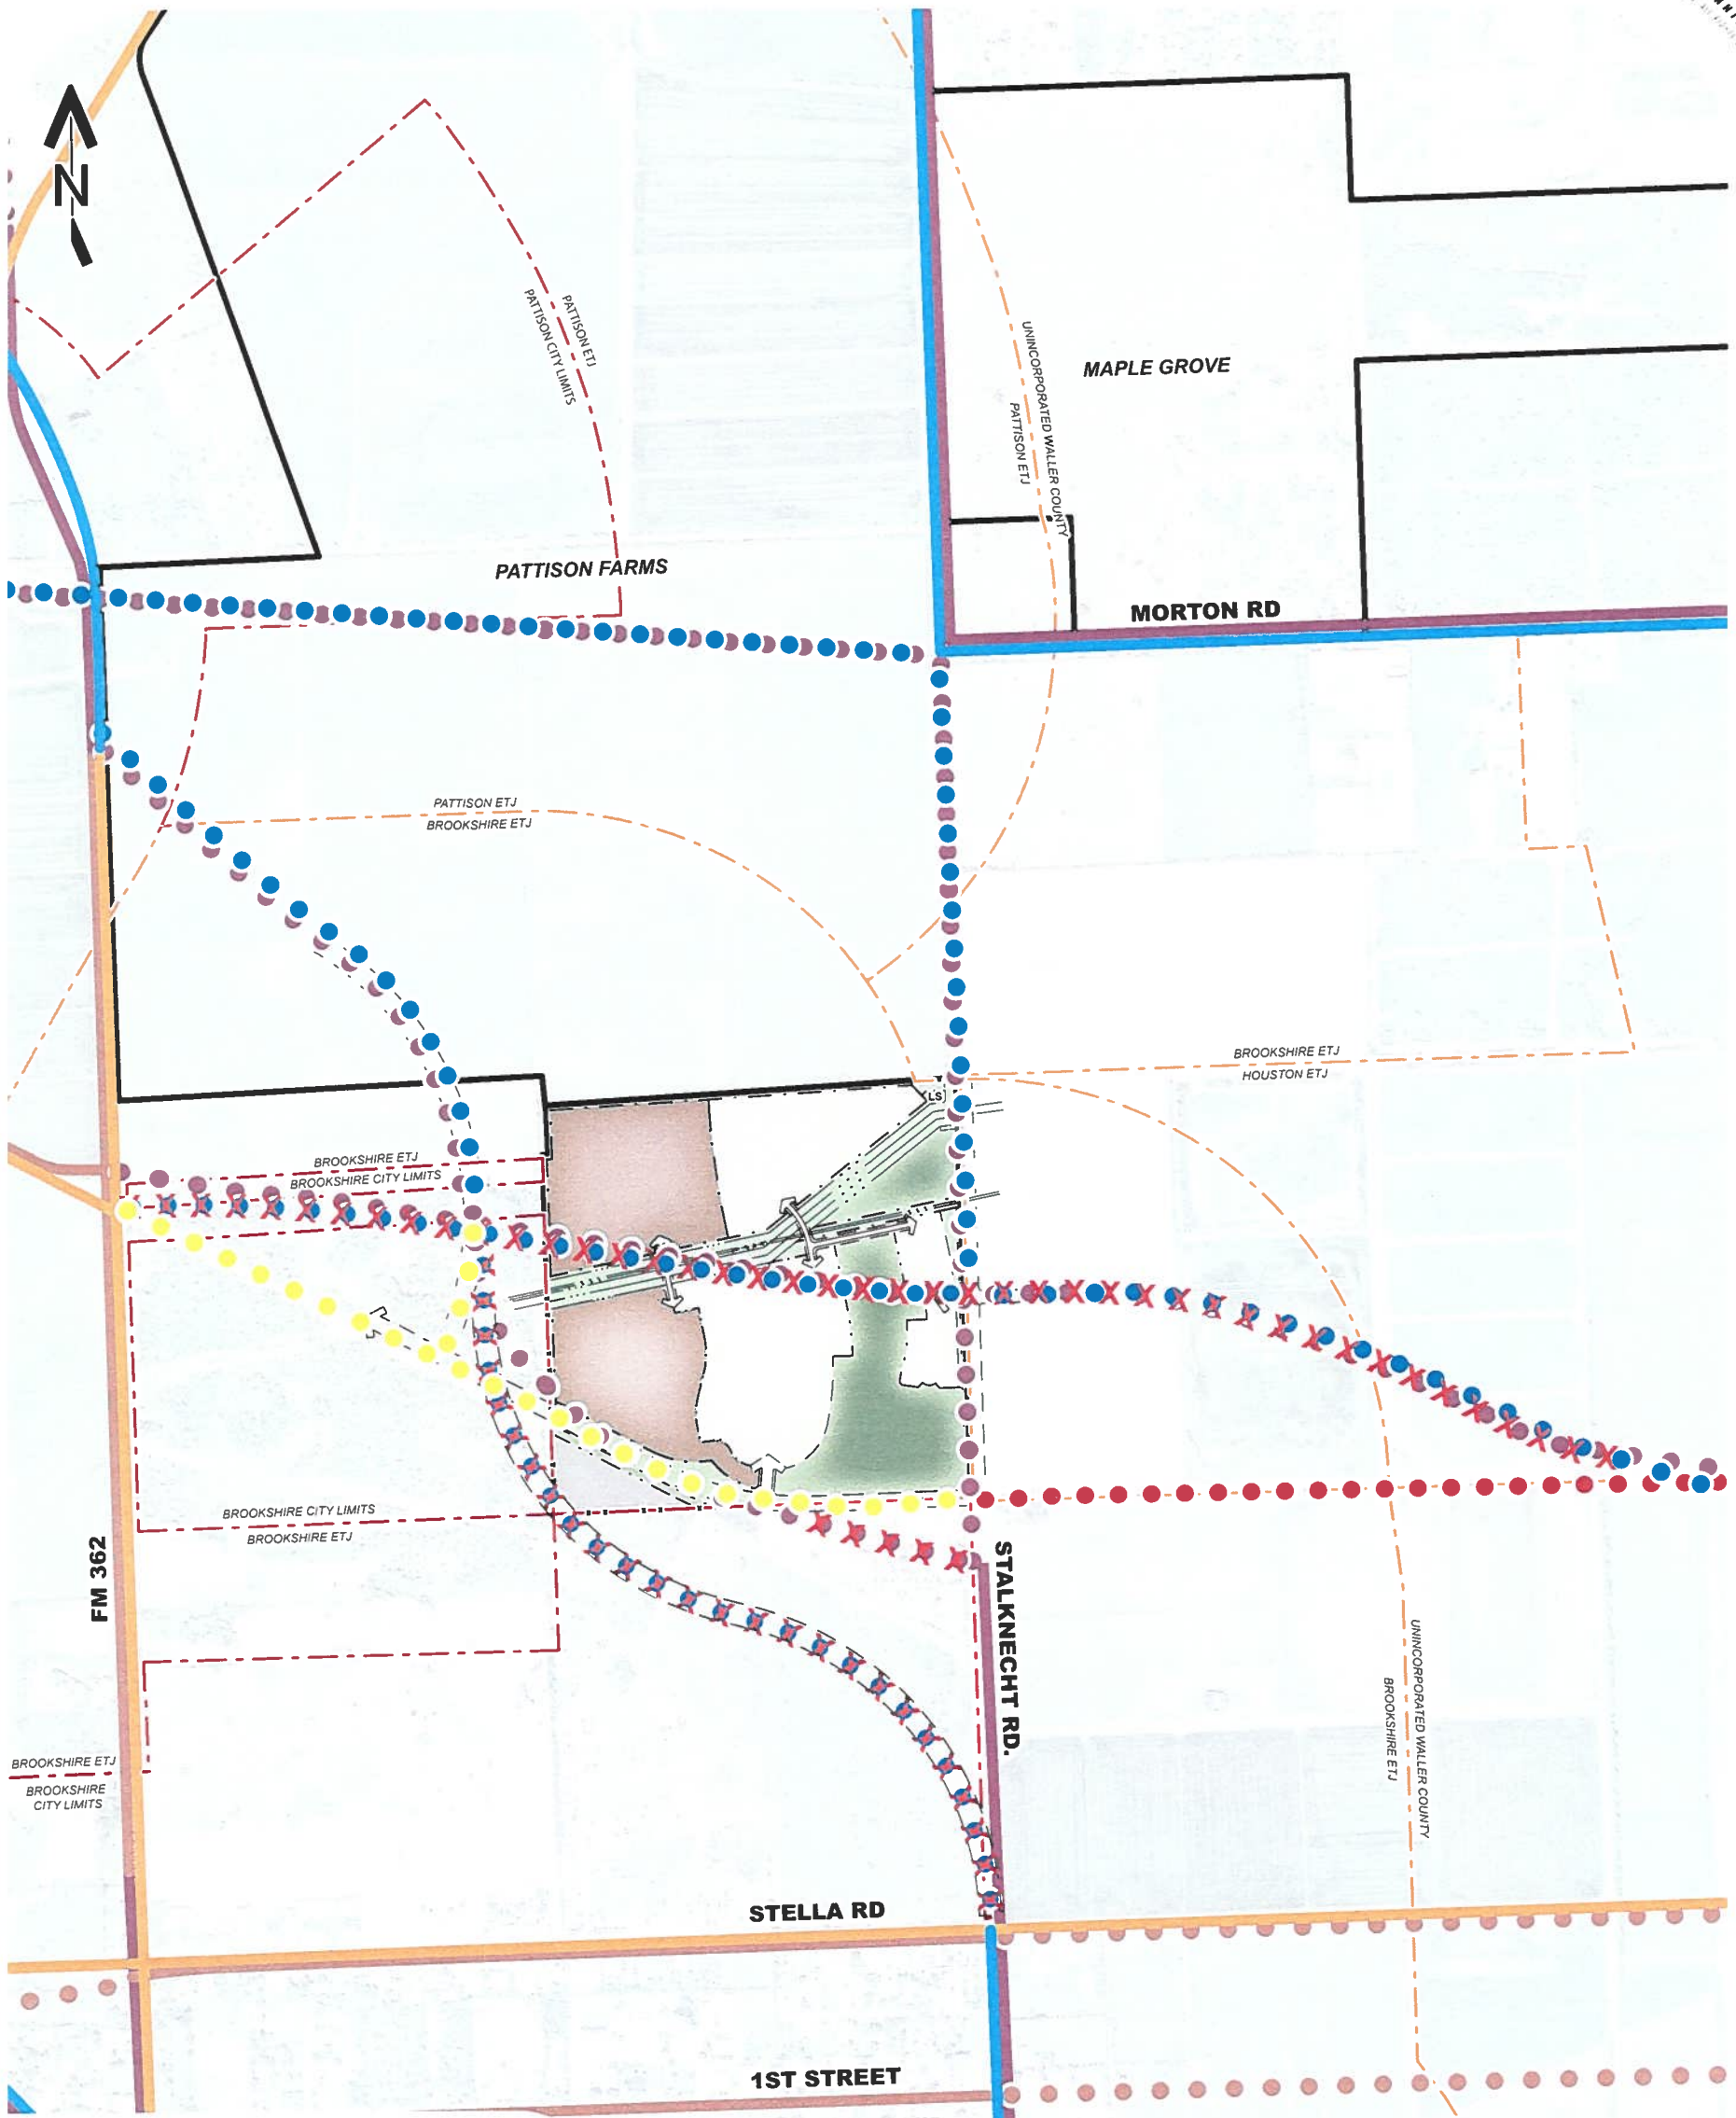 N
PATTISON ETJ
PATTISON CITY LIMITS
UNINCORPORATED WALLER COUNTY
PATTISON ETJ
MAPLE GROVE
PATTISON FARMS
MORTON RD
PATTISON ETJ
BROOKSHIRE ETJ
BROOKSHIRE ETJ
HOUSTON ETJ
LS
BROOKSHIRE ETJ
BROOKSHIRE CITY LIMITS
BROOKSHIRE CITY LIMITS
BROOKSHIRE ETJ
FM 362
STALKNECHT RD.
UNINCORPORATED WALLER COUNTY
BROOKSHIRE ETJ
BROOKSHIRE ETJ
BROOKSHIRE
CITY LIMITS
STELLA RD
1ST STREET